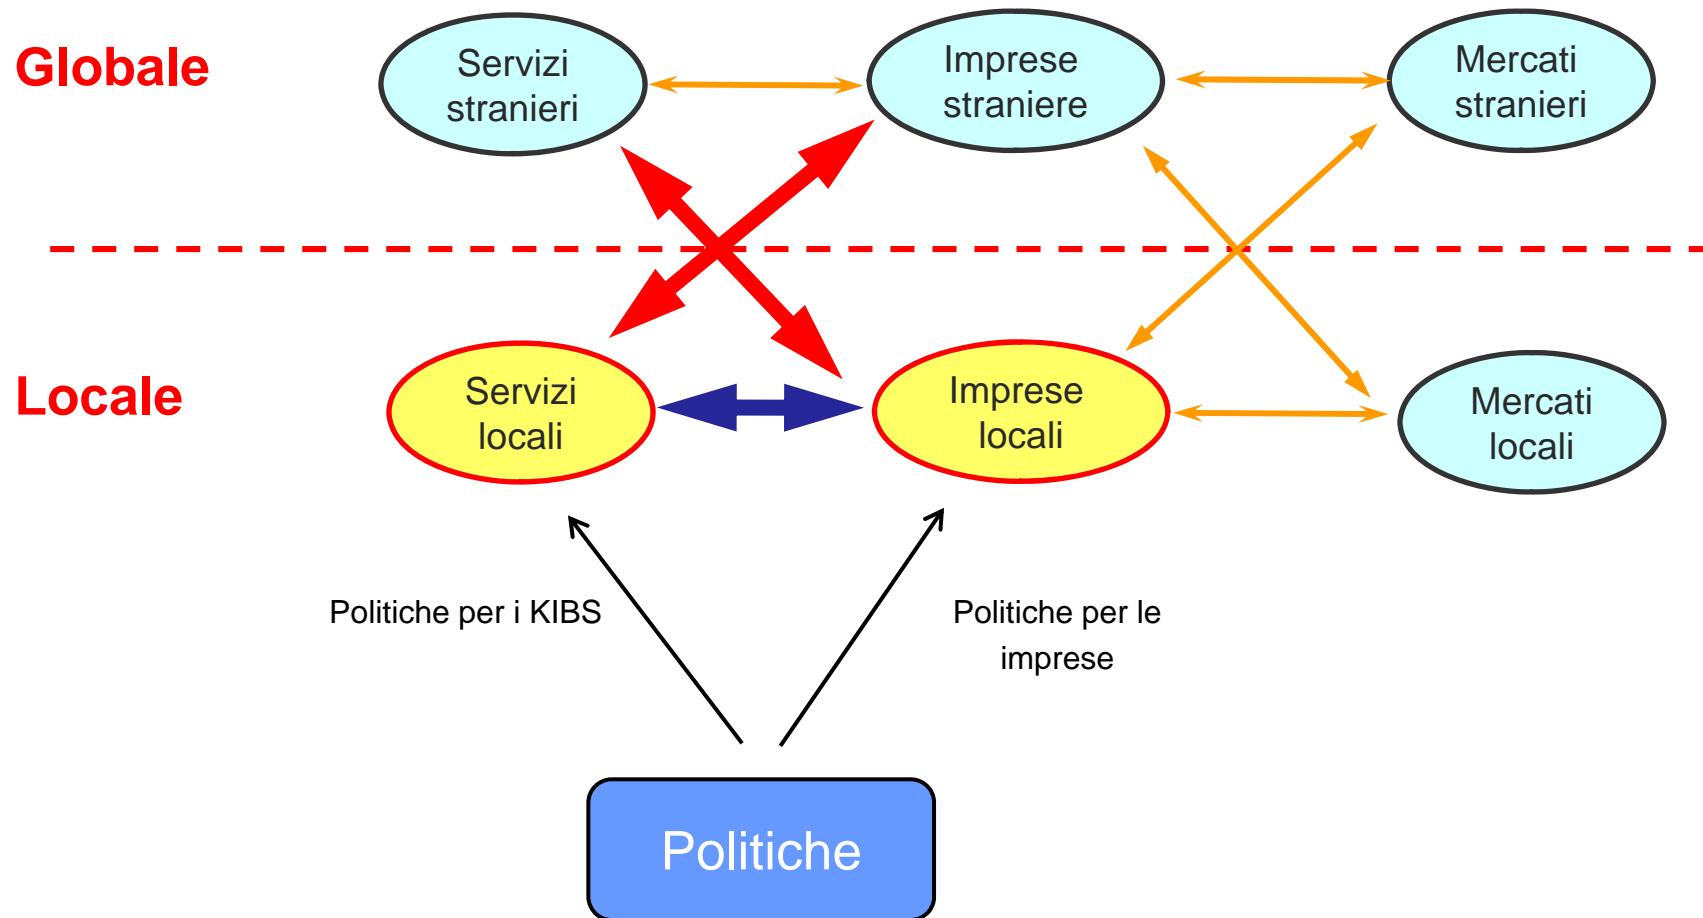 Globale
Servizi
stranieri
Imprese
straniere
Mercati
stranieri
Locale
Servizi
locali
Imprese
locali
Mercati
locali
Politiche per i KIBS
Politiche per le
imprese
Politiche